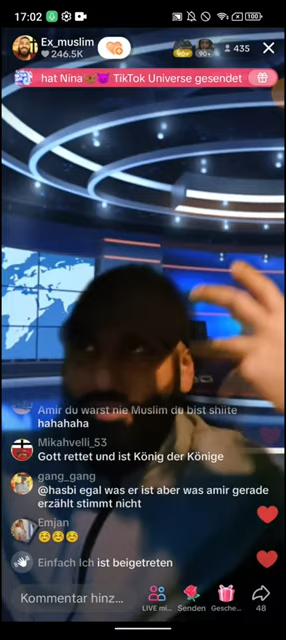 17:02
100
Ex_muslim
246.5K
435
hat Nina🐻😈 TikTok Universe gesendet
Amir du warst nie Muslim du bist shiite
hahahaha
Mikahvelli_53
Gott rettet und ist König der Könige
gang_gang
@hasbi egal was er ist aber was amir gerade
erzählt stimmt nicht
Emjan
Einfach Ich ist beigetreten
Kommentar hinz...
LIVE mi...
Senden
Gesche...
48